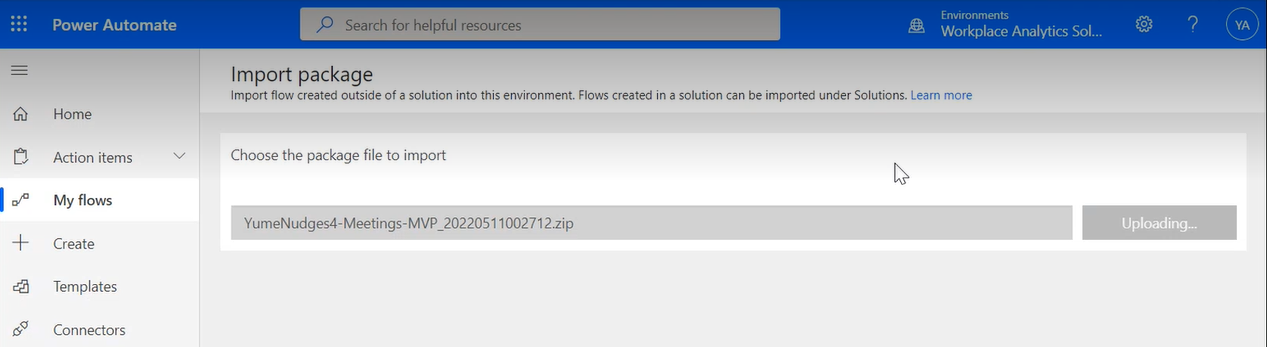 Power Automate
Search for helpful resources
Environments
Workplace Analytics Sol...
?
YA
Import package
Import flow created outside of a solution into this environment. Flows created in a solution can be imported under Solutions. Learn more
Home
Action items
My flows
Create
Templates
Connectors
Choose the package file to import
YumeNudges4-Meetings-MVP_20220511002712.zip
Uploading...